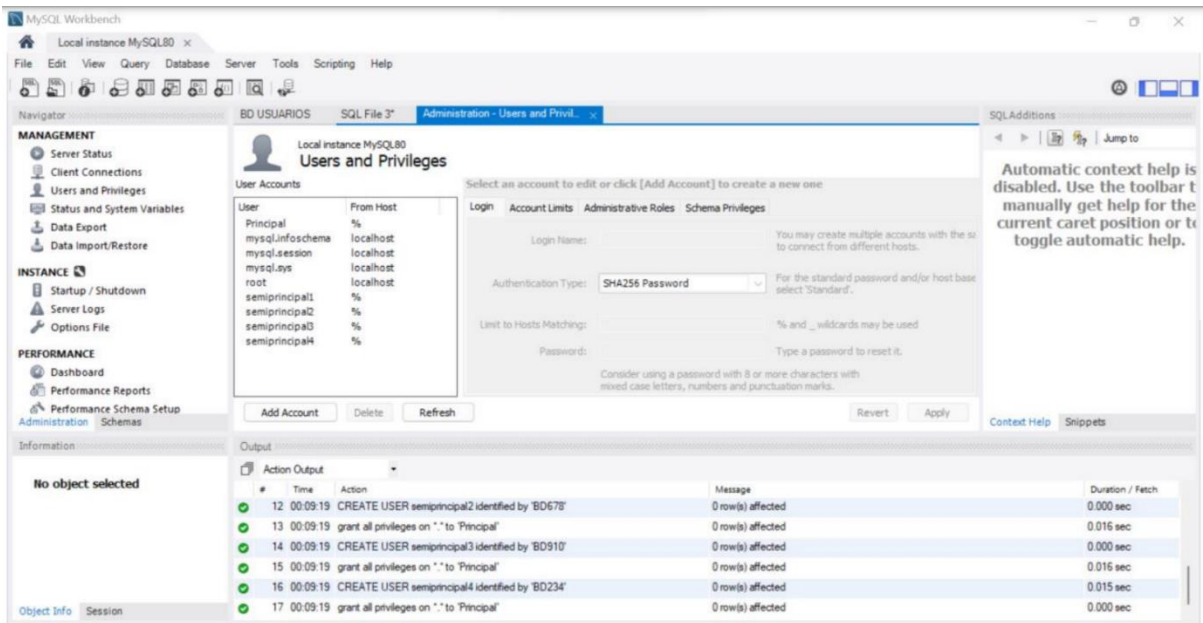 MySQL Workbench
Local instance MySQL80 ×
File Edit View Query Database Server Tools Scripting Help
Navigator
MANAGEMENT
Server Status
Client Connections
Users and Privileges
Status and System Variables
Data Export
Data Import/Restore
INSTANCE
Startup / Shutdown
Server Logs
Options File
PERFORMANCE
Dashboard
Performance Reports
Performance Schema Setup
Administration Schemas
BD USUARIOS SQL File 3* Administration - Users and Privil... ×
Local instance MySQL80
Users and Privileges
User Accounts
User From Host
Principal %
mysql.infoschema localhost
mysql.session localhost
mysql.sys localhost
root localhost
semiprincipal1 %
semiprincipal2 %
semiprincipal3 %
semiprincipal4 %
Add Account Delete Refresh
Select an account to edit or click [Add Account] to create a new one
Login Account Limits Administrative Roles Schema Privileges
Login Name: You may create multiple accounts with the sa
to connect from different hosts.
Authentication Type: SHA256 Password For the standard password and/or host base
select 'Standard'.
Limit to Hosts Matching: % and _ wildcards may be used
Password: Type a password to reset it.
Consider using a password with 8 or more characters with
mixed case letters, numbers and punctuation marks.
Revert Apply
SQLAdditions
Jump to
Automatic context help is
disabled. Use the toolbar t
manually get help for the
current caret position or to
toggle automatic help.
Context Help Snippets
Information
No object selected
Object Info Session
Output
Action Output
# Time Action Message Duration / Fetch
12 00:09:19 CREATE USER semiprincipal2 identified by 'BD678' 0 row(s) affected 0.000 sec
13 00:09:19 grant all privileges on *.* to 'Principal' 0 row(s) affected 0.016 sec
14 00:09:19 CREATE USER semiprincipal3 identified by 'BD910' 0 row(s) affected 0.000 sec
15 00:09:19 grant all privileges on *.* to 'Principal' 0 row(s) affected 0.016 sec
16 00:09:19 CREATE USER semiprincipal4 identified by 'BD234' 0 row(s) affected 0.015 sec
17 00:09:19 grant all privileges on *.* to 'Principal' 0 row(s) affected 0.000 sec